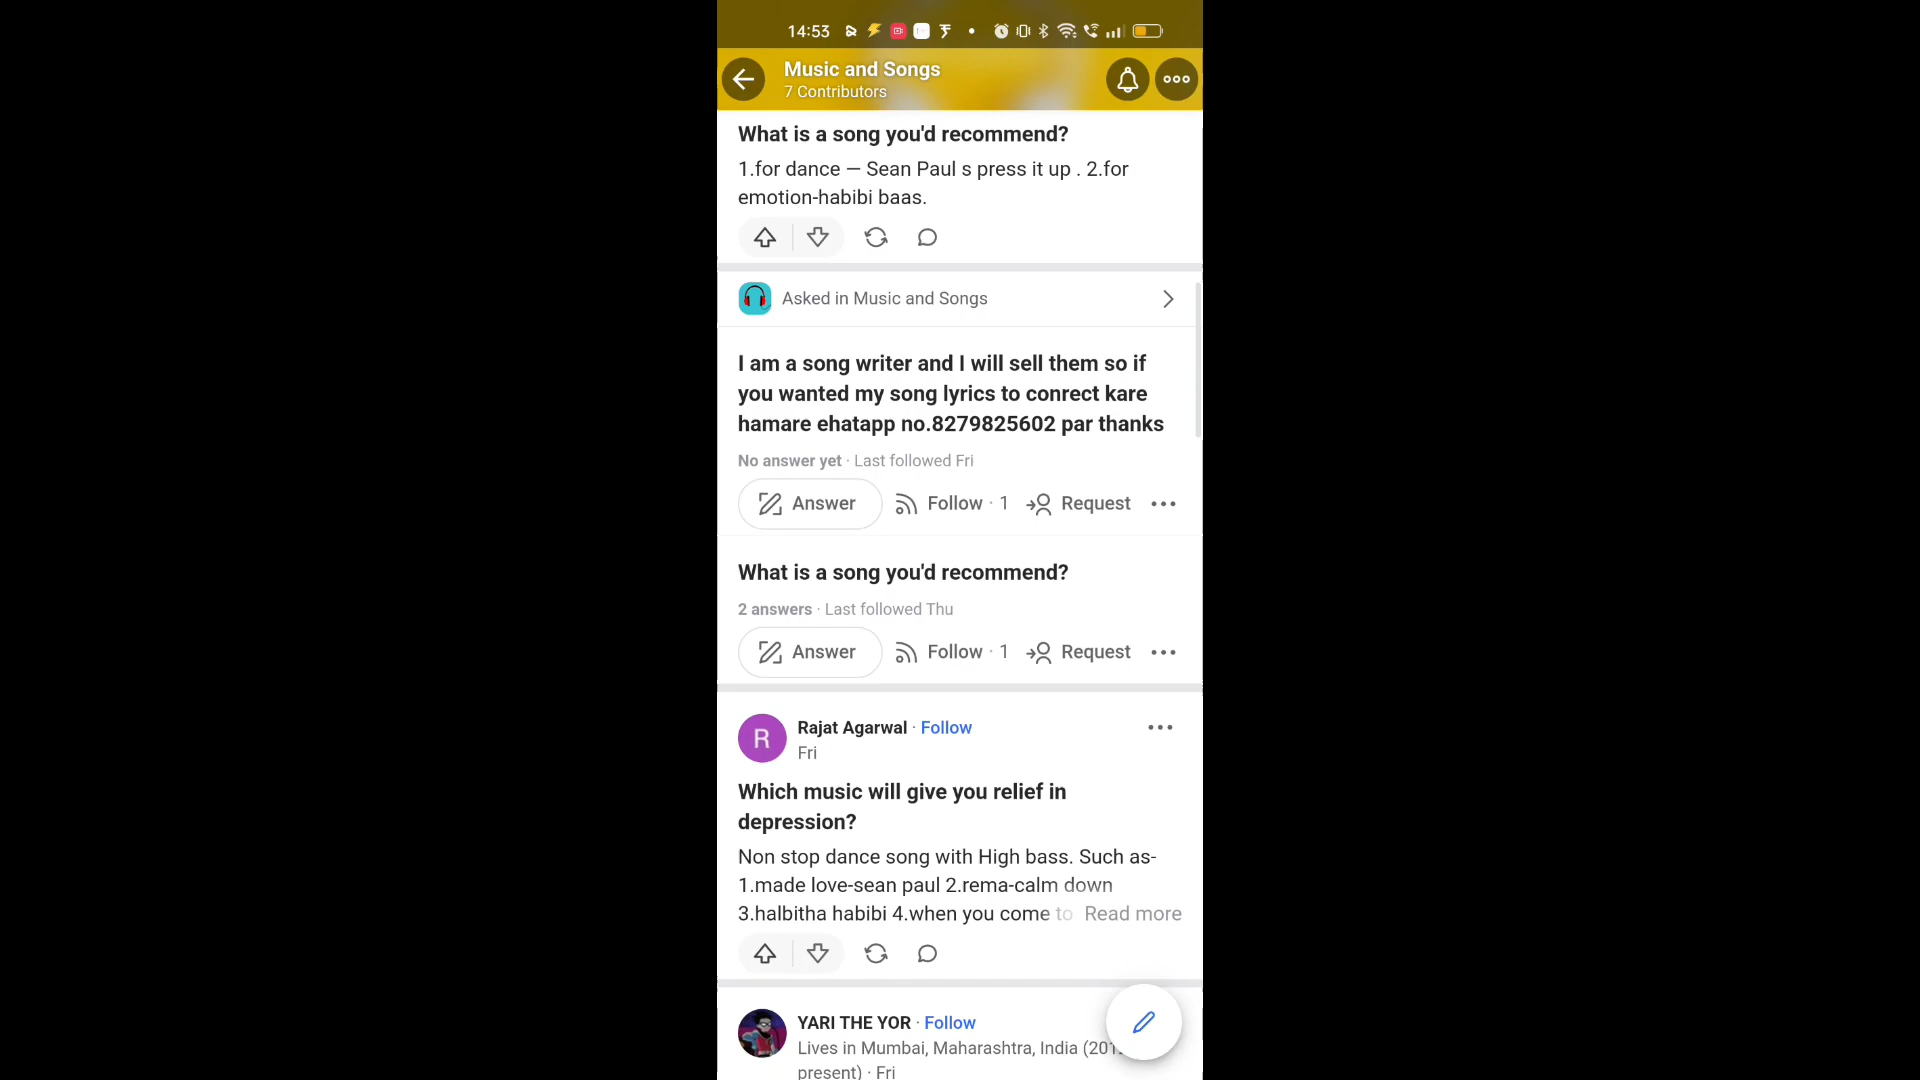 14:53
Music and Songs
7 Contributors
What is a song you'd recommend?
1.for dance — Sean Paul s press it up . 2.for
emotion-habibi baas.
Asked in Music and Songs
I am a song writer and I will sell them so if
you wanted my song lyrics to conrect kare
hamare ehatapp no.8279825602 par thanks
No answer yet · Last followed Fri
Answer Follow · 1 Request
What is a song you'd recommend?
2 answers · Last followed Thu
Answer Follow · 1 Request
R
Rajat Agarwal · Follow
Fri
Which music will give you relief in
depression?
Non stop dance song with High bass. Such as-
1.made love-sean paul 2.rema-calm down
3.halbitha habibi 4.when you come to Read more
YARI THE YOR · Follow
Lives in Mumbai, Maharashtra, India (201
present) · Fri